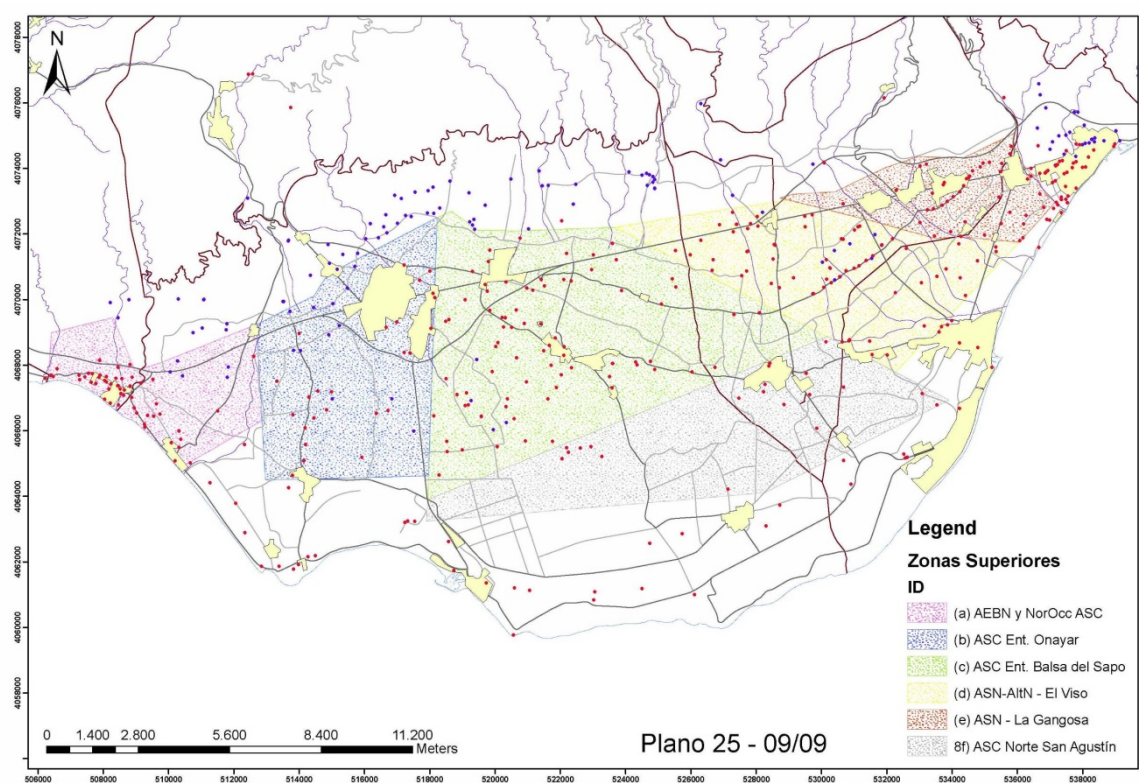 N
4078000
4076000
4074000
4072000
4070000
4068000
4066000
4064000
4062000
4060000
4058000
Legend
Zonas Superiores
ID
(a) AEBN y NorOcc ASC
(b) ASC Ent. Onayar
(c) ASC Ent. Balsa del Sapo
(d) ASN-AltN - El Viso
(e) ASN - La Gangosa
8f) ASC Norte San Agustín
0 1.400 2.800 5.600 8.400 11.200
Meters
Plano 25 - 09/09
506000 508000 510000 512000 514000 516000 518000 520000 522000 524000 526000 528000 530000 532000 534000 536000 538000